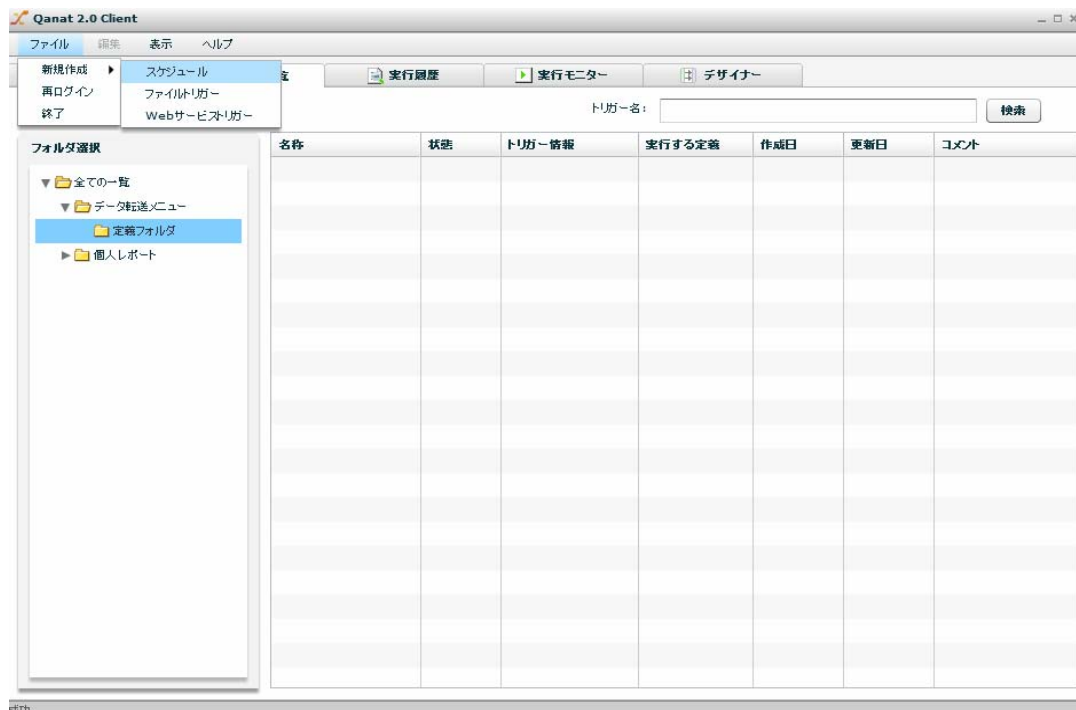 Qanat 2.0 Client
ファイル 編集 表示 ヘルプ
新規作成 スケジュール
再ログイン ファイルトリガー
終了 Webサービストリガー
覧 実行履歴 実行モニター デザイナー
トリガー名: 検索
フォルダ選択
名称 状態 トリガー情報 実行する定義 作成日 更新日 コメント
全ての一覧
データ転送メニュー
定義フォルダ
個人レポート